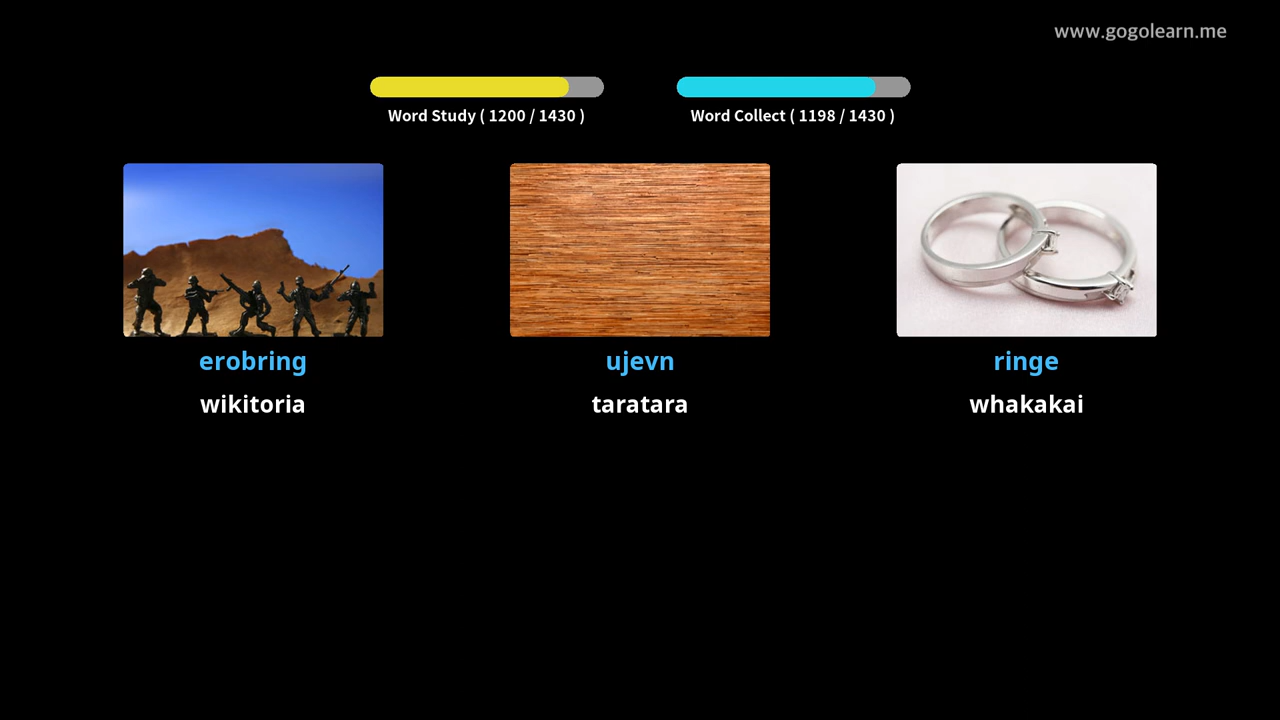 www.gogolearn.me
Word Study ( 1200 / 1430 )
Word Collect ( 1198 / 1430 )
erobring
ujevn
ringe
wikitoria
taratara
whakakai